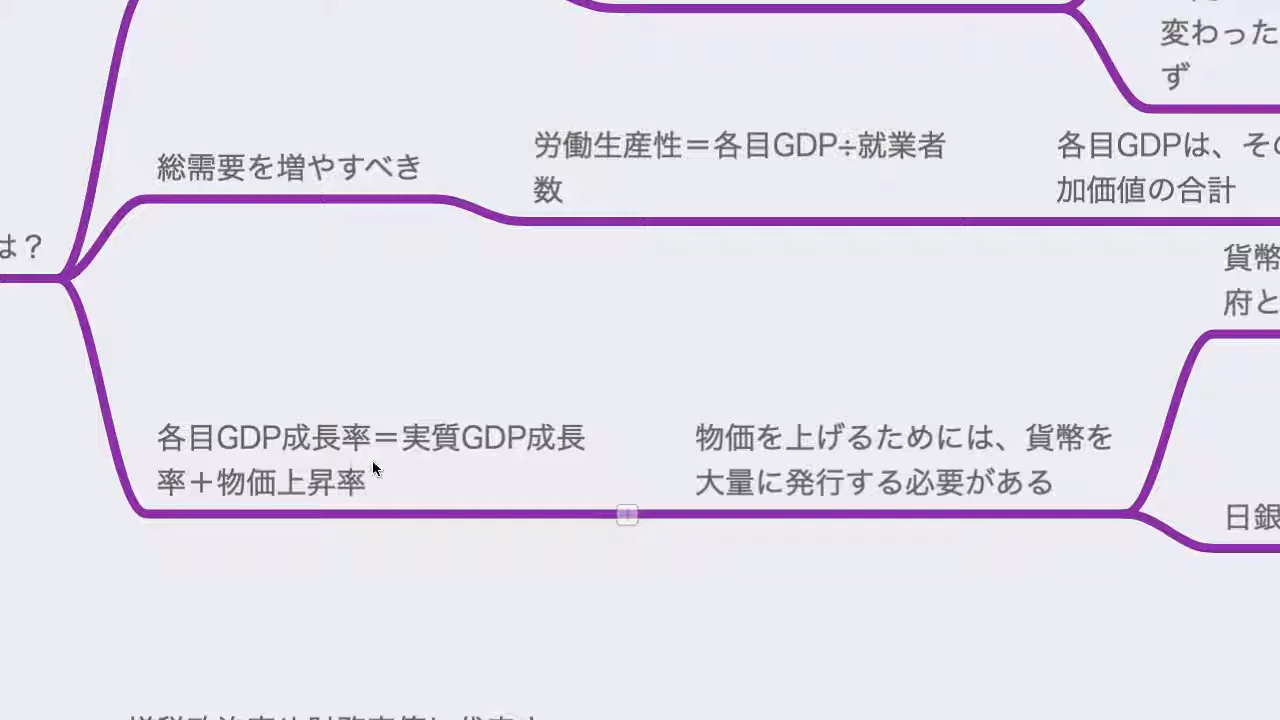 変わった
ず
総需要を増やすべき
労働生産性＝各目GDP÷就業者
数
各目GDPは、その
加価値の合計
は？
貨幣
府と
各目GDP成長率＝実質GDP成長
率＋物価上昇率
物価を上げるためには、貨幣を
大量に発行する必要がある
日銀